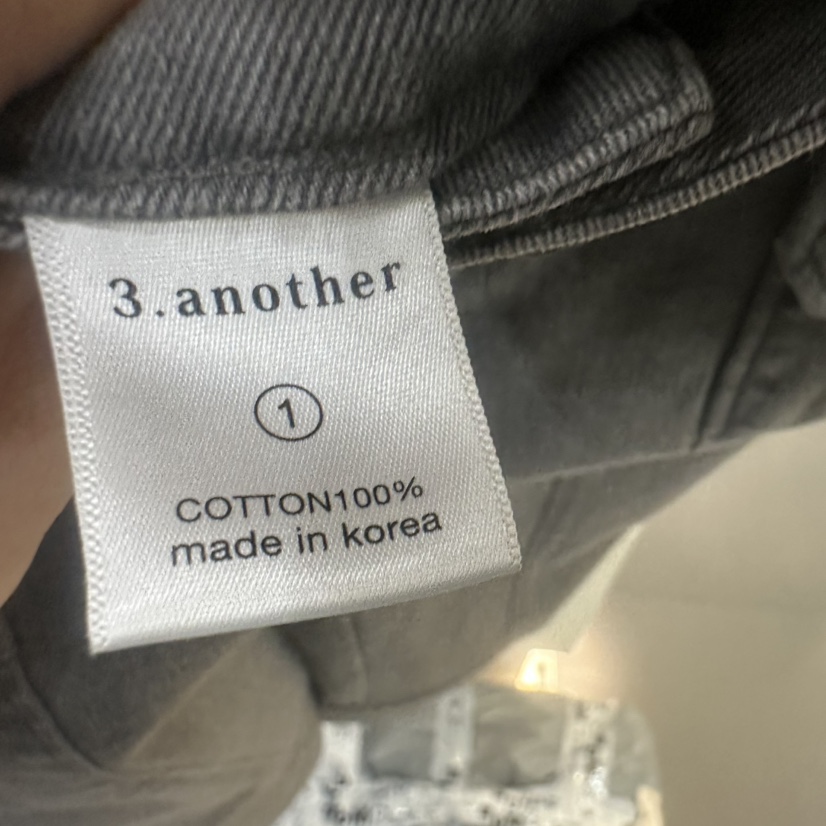 3.another
①
COTTON100%
made in korea